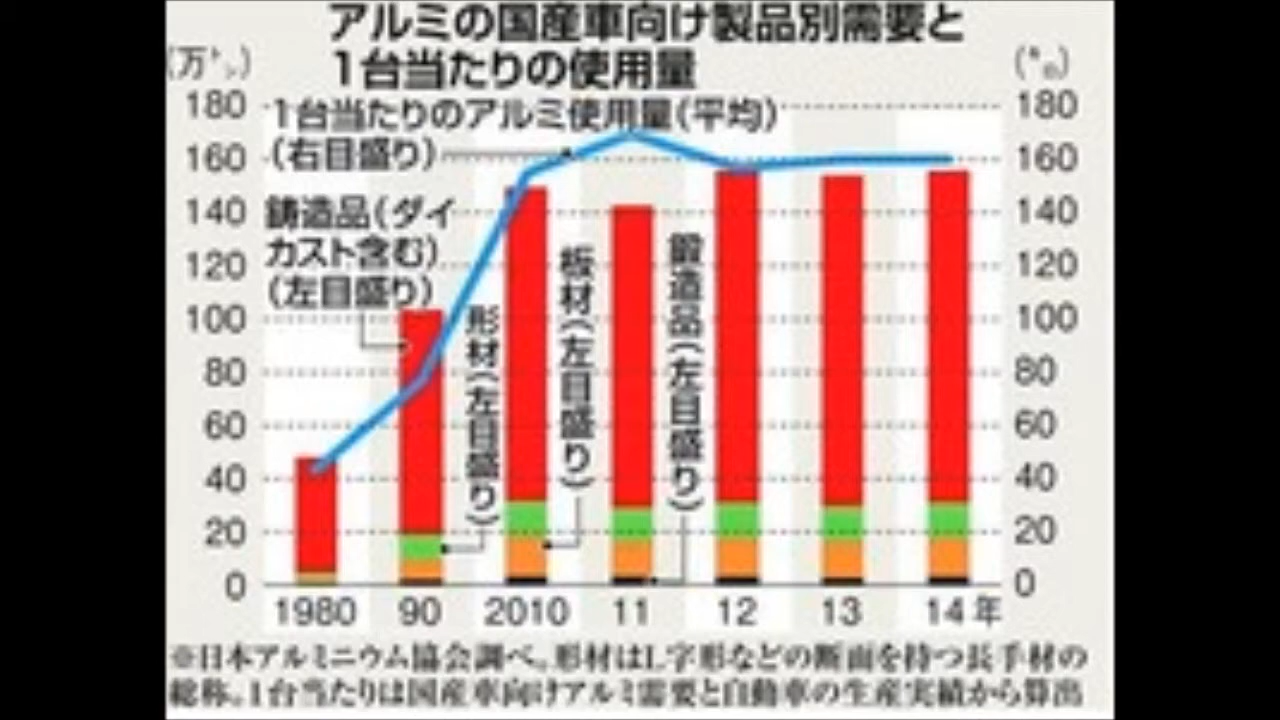 アルミの国産車向け製品別需要と
1台当たりの使用量
(万トン)
(キロ)
180
160
140
120
100
80
60
40
20
0
180
160
140
120
100
80
60
40
20
0
1台当たりのアルミ使用量(平均)
(右目盛り)
鋳造品(ダイ
カスト含む)
(左目盛り)
形材(左目盛り)
板材(左目盛り)
鍛造品(左目盛り)
1980 90 2010 11 12 13 14年
※日本アルミニウム協会調べ。形材はL字形などの断面を持つ長手材の
総称。1台当たりは国産車向けアルミ需要と自動車の生産実績から算出